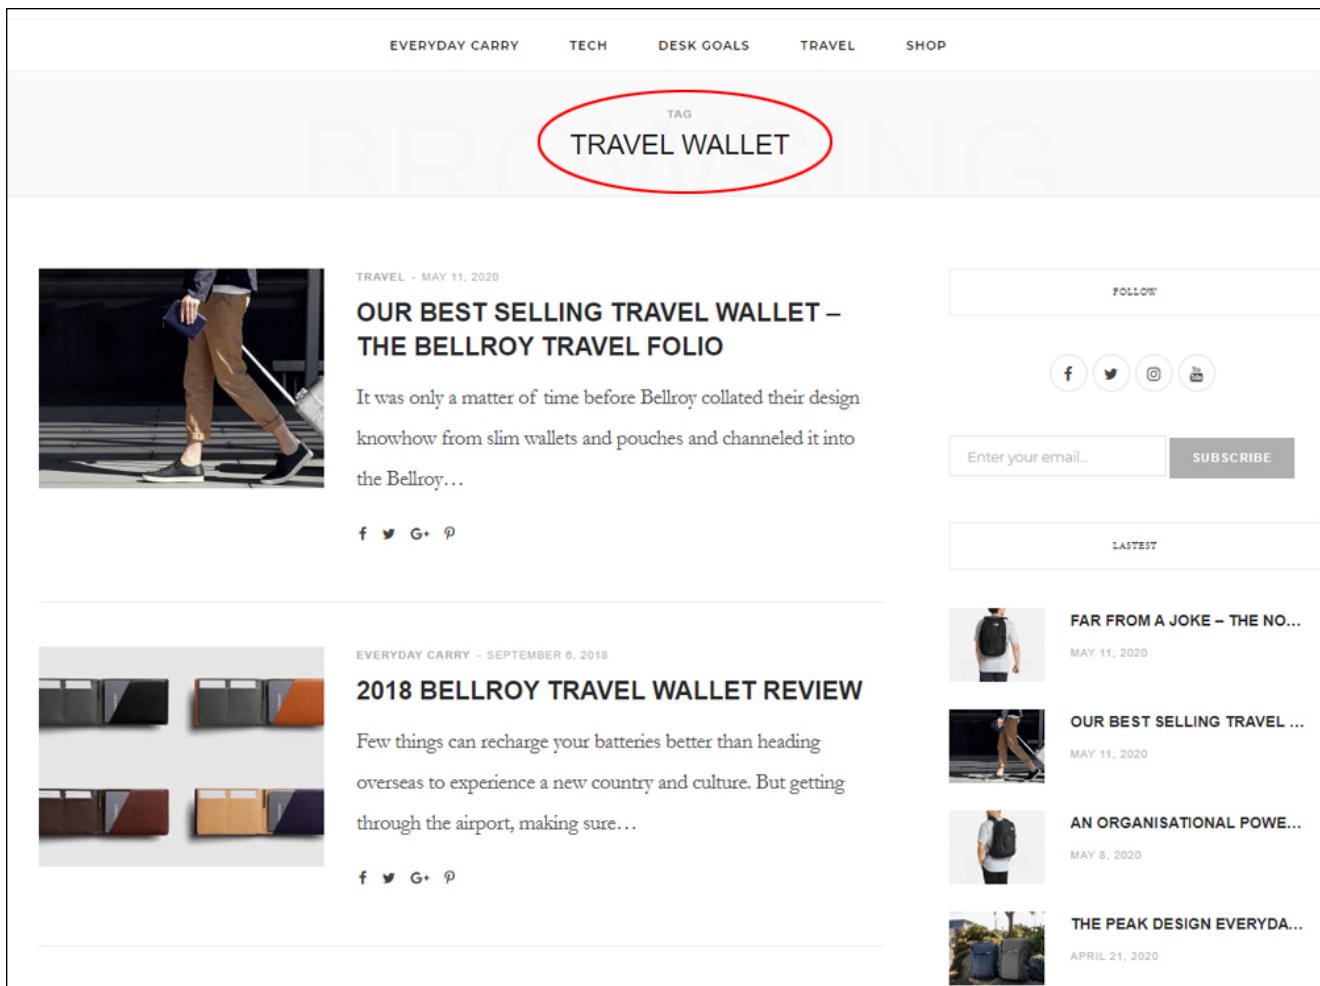 EVERYDAY CARRY TECH DESK GOALS TRAVEL SHOP
BROWSING
TAG
TRAVEL WALLET
TRAVEL - MAY 11, 2020
OUR BEST SELLING TRAVEL WALLET –
THE BELLROY TRAVEL FOLIO
It was only a matter of time before Bellroy collated their design
knowhow from slim wallets and pouches and channeled it into
the Bellroy…
G+
EVERYDAY CARRY - SEPTEMBER 6, 2018
2018 BELLROY TRAVEL WALLET REVIEW
Few things can recharge your batteries better than heading
overseas to experience a new country and culture. But getting
through the airport, making sure…
G+
FOLLOW
You Tube
Enter your email... SUBSCRIBE
LASTEST
FAR FROM A JOKE – THE NO...
MAY 11, 2020
OUR BEST SELLING TRAVEL ...
MAY 11, 2020
AN ORGANISATIONAL POWE...
MAY 8, 2020
THE PEAK DESIGN EVERYDA...
APRIL 21, 2020